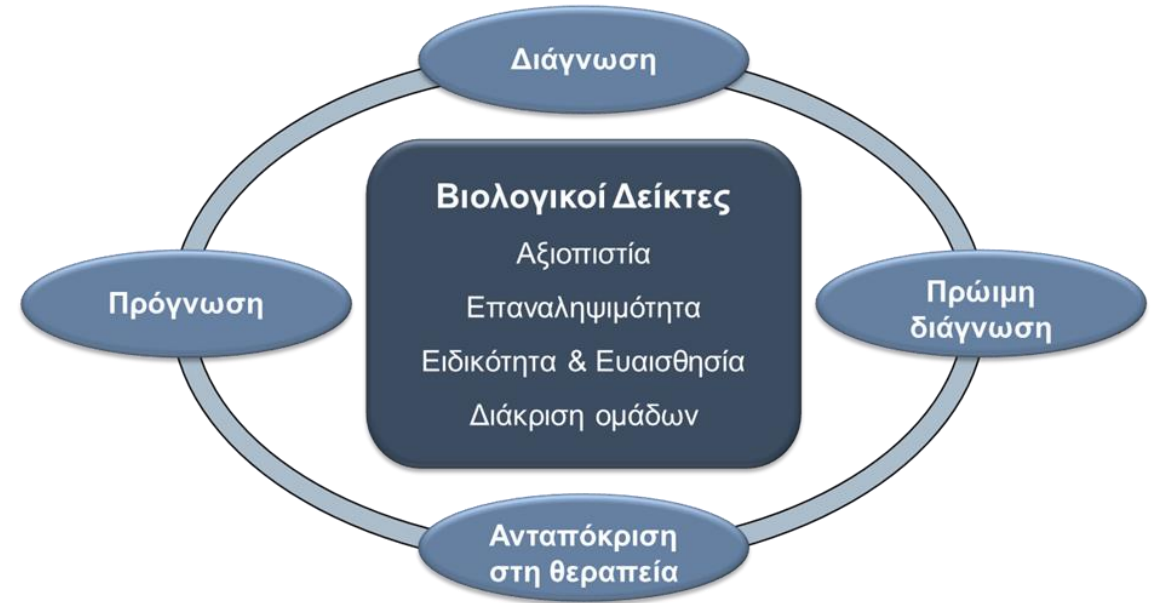 Διάγνωση
Βιολογικοί Δείκτες
Αξιοπιστία
Επαναληψιμότητα
Ειδικότητα & Ευαισθησία
Διάκριση ομάδων
Πρόγνωση
Πρώιμη
διάγνωση
Ανταπόκριση
στη θεραπεία